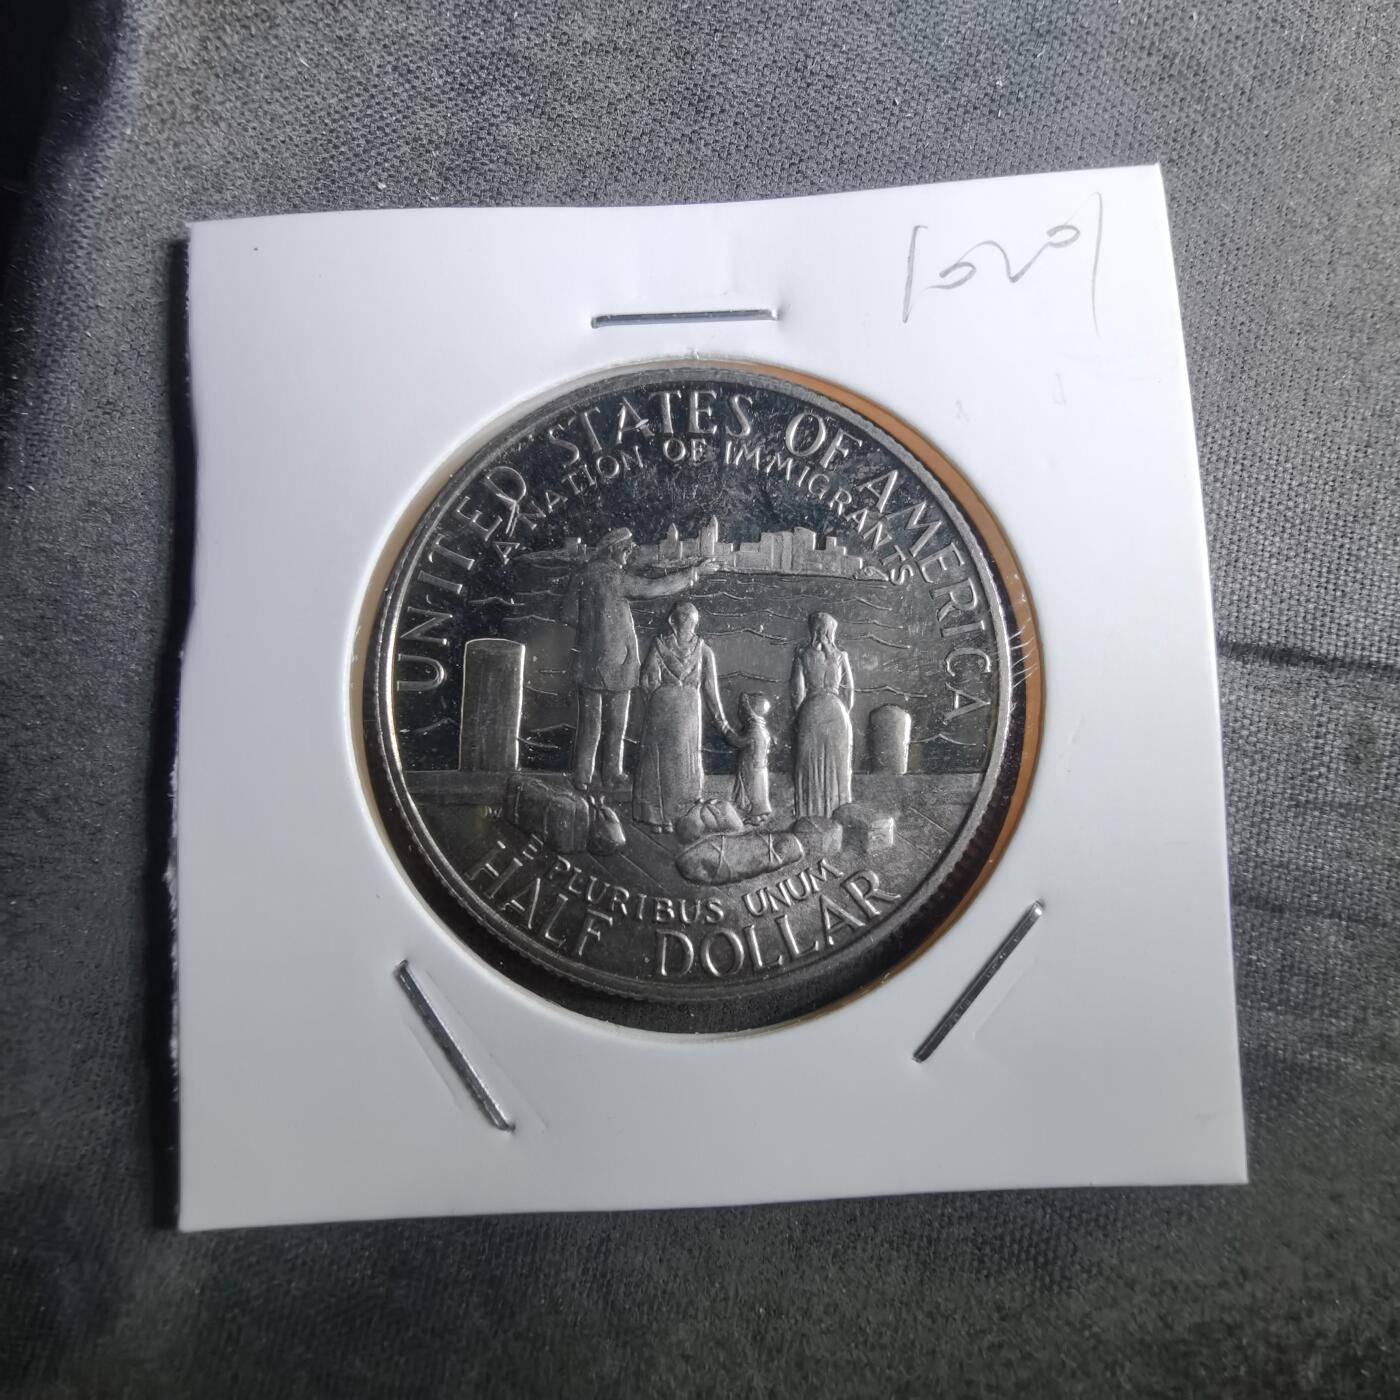 UNITED STATES OF AMERICA
A NATION OF IMMIGRANTS
E PLURIBUS UNUM
HALF DOLLAR